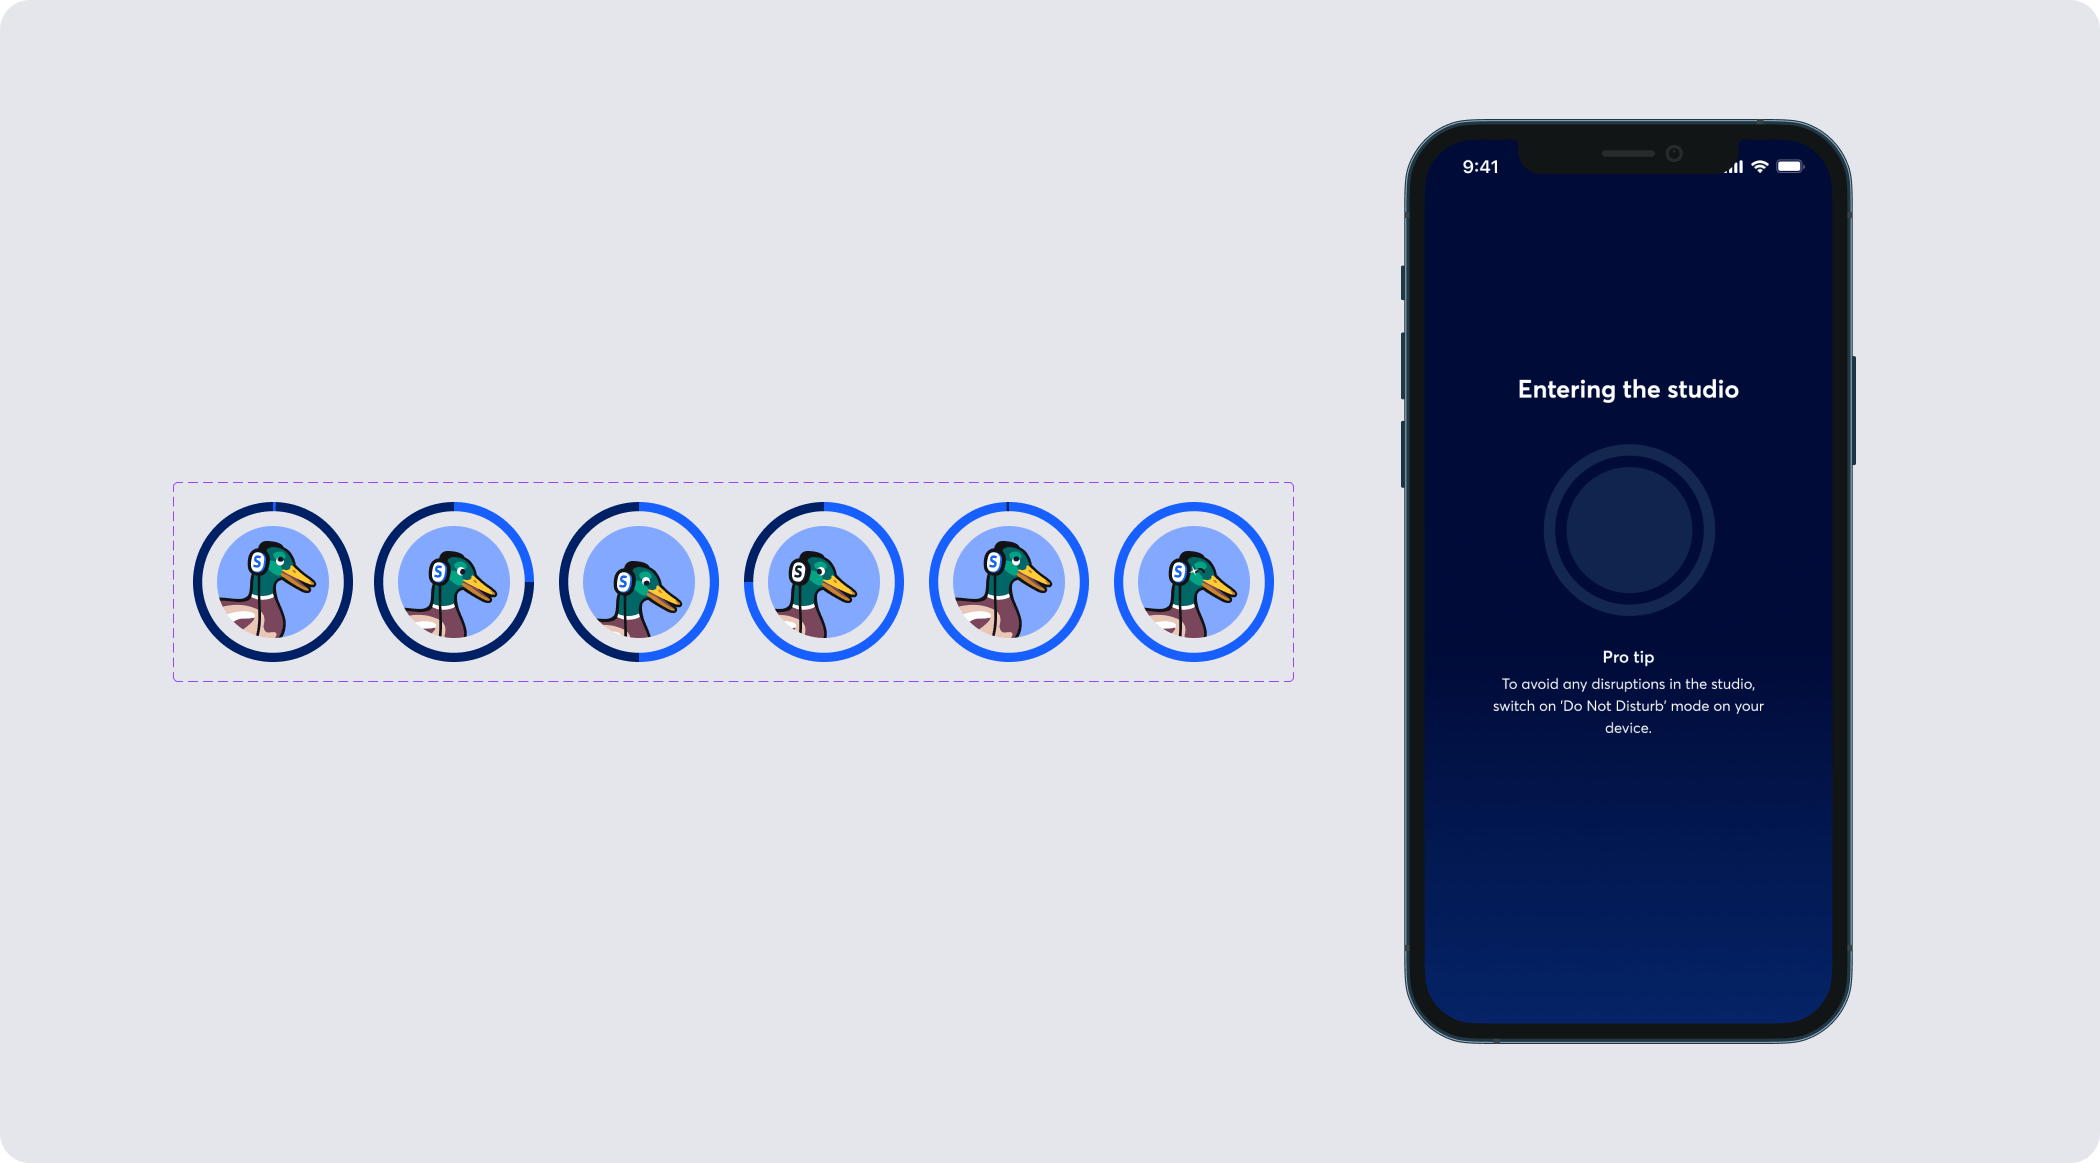 S
S
S
S
S
S
9:41
Entering the studio
Pro tip
To avoid any disruptions in the studio,
switch on 'Do Not Disturb' mode on your
device.